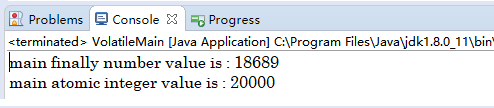 Problems Console Progress
<terminated> VolatileMain [Java Application] C:\Program Files\Java\jdk1.8.0_11\bin\
main finally number value is : 18689
main atomic integer value is : 20000